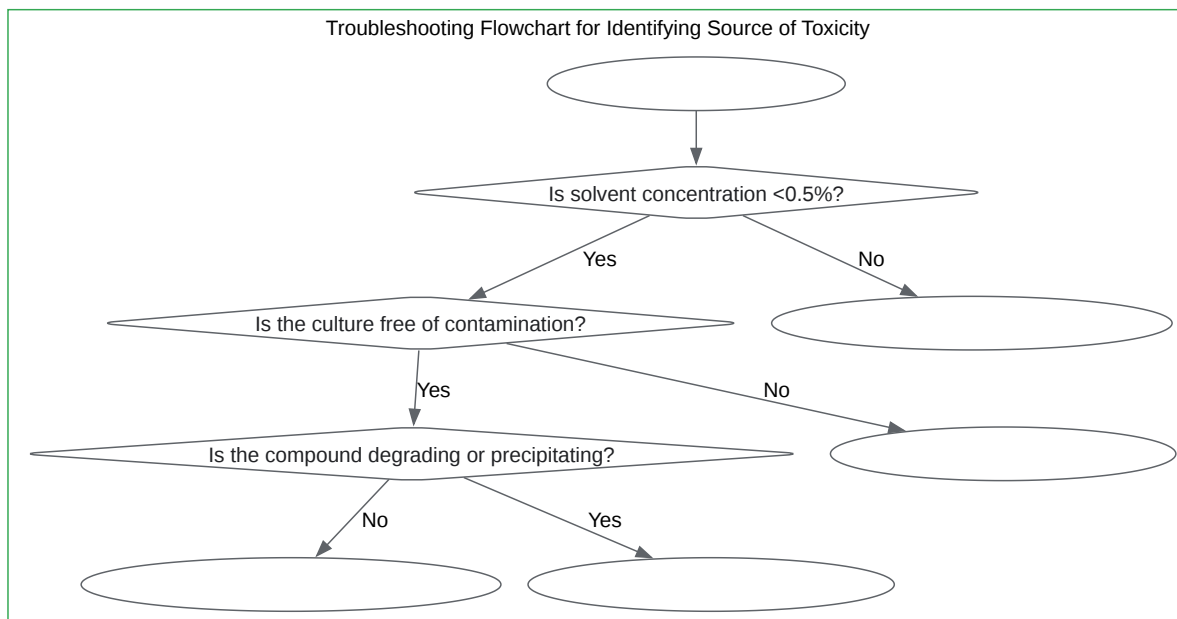 Troubleshooting Flowchart for Identifying Source of Toxicity
Is solvent concentration <0.5%?
Yes
No
Is the culture free of contamination?
Yes
No
Is the compound degrading or precipitating?
No
Yes